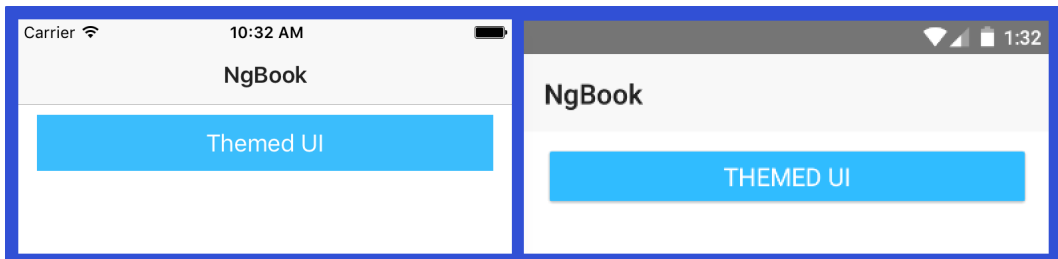 Carrier 10:32 AM
NgBook
Themed UI
1:32
NgBook
THEMED UI